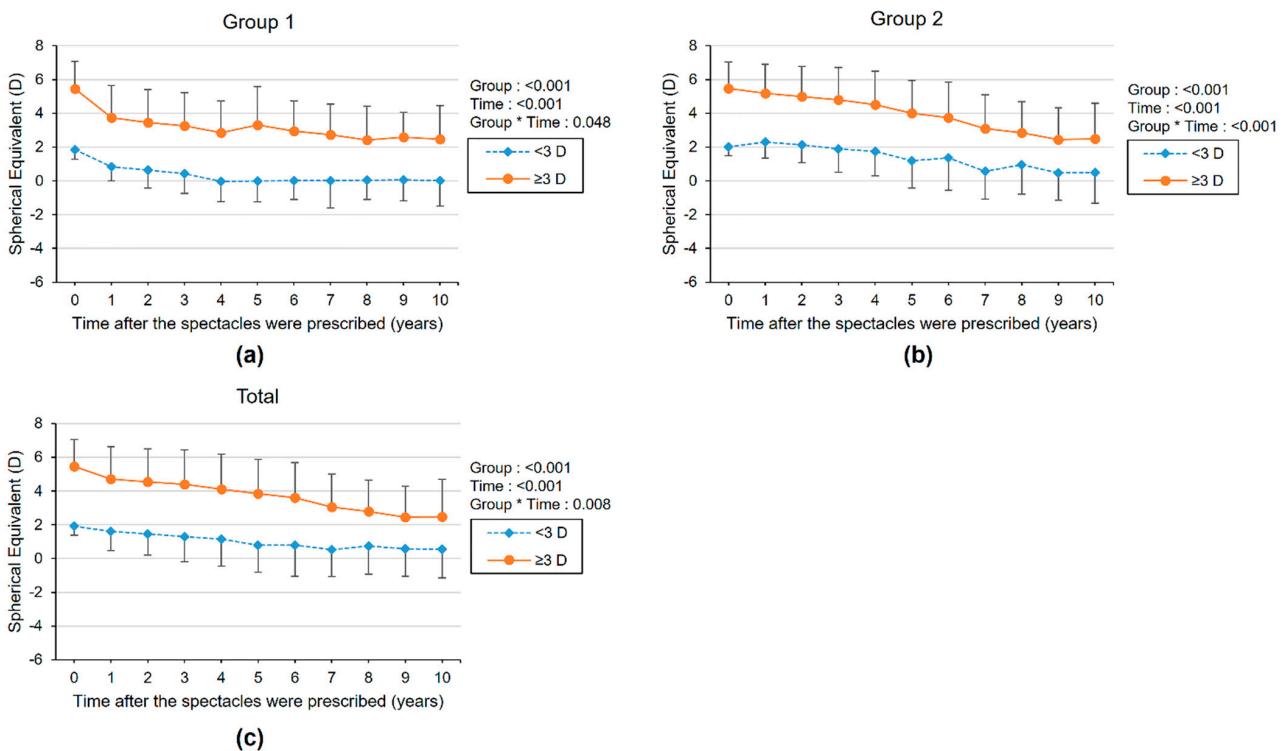 Group 1
8
6
4
2
0
-2
-4
-6
Spherical Equivalent (D)
0 1 2 3 4 5 6 7 8 9 10
Time after the spectacles were prescribed (years)
Group : <0.001
Time : <0.001
Group * Time : 0.048
<3 D
≥3 D
(a)
Group 2
8
6
4
2
0
-2
-4
-6
Spherical Equivalent (D)
0 1 2 3 4 5 6 7 8 9 10
Time after the spectacles were prescribed (years)
Group : <0.001
Time : <0.001
Group * Time : <0.001
<3 D
≥3 D
(b)
Total
8
6
4
2
0
-2
-4
-6
Spherical Equivalent (D)
0 1 2 3 4 5 6 7 8 9 10
Time after the spectacles were prescribed (years)
Group : <0.001
Time : <0.001
Group * Time : 0.008
<3 D
≥3 D
(c)